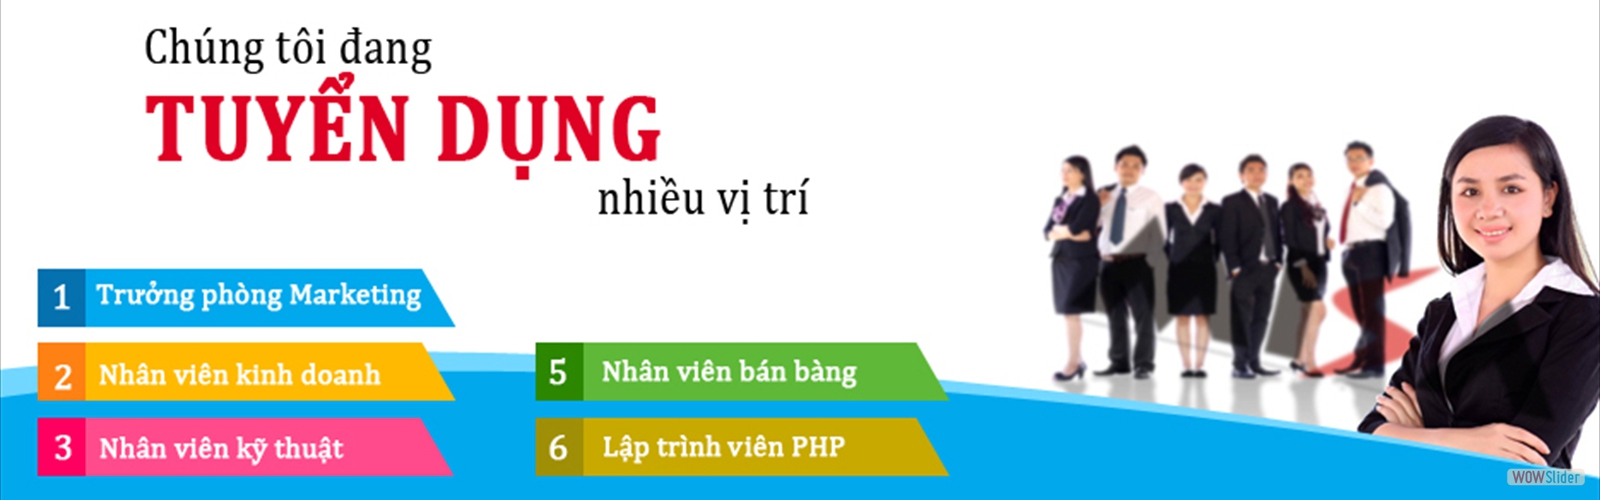 Chúng tôi đang
TUYỂN DỤNG
nhiều vị trí
1 Trưởng phòng Marketing
2 Nhân viên kinh doanh
3 Nhân viên kỹ thuật
5 Nhân viên bán bàng
6 Lập trình viên PHP
WOWSlider